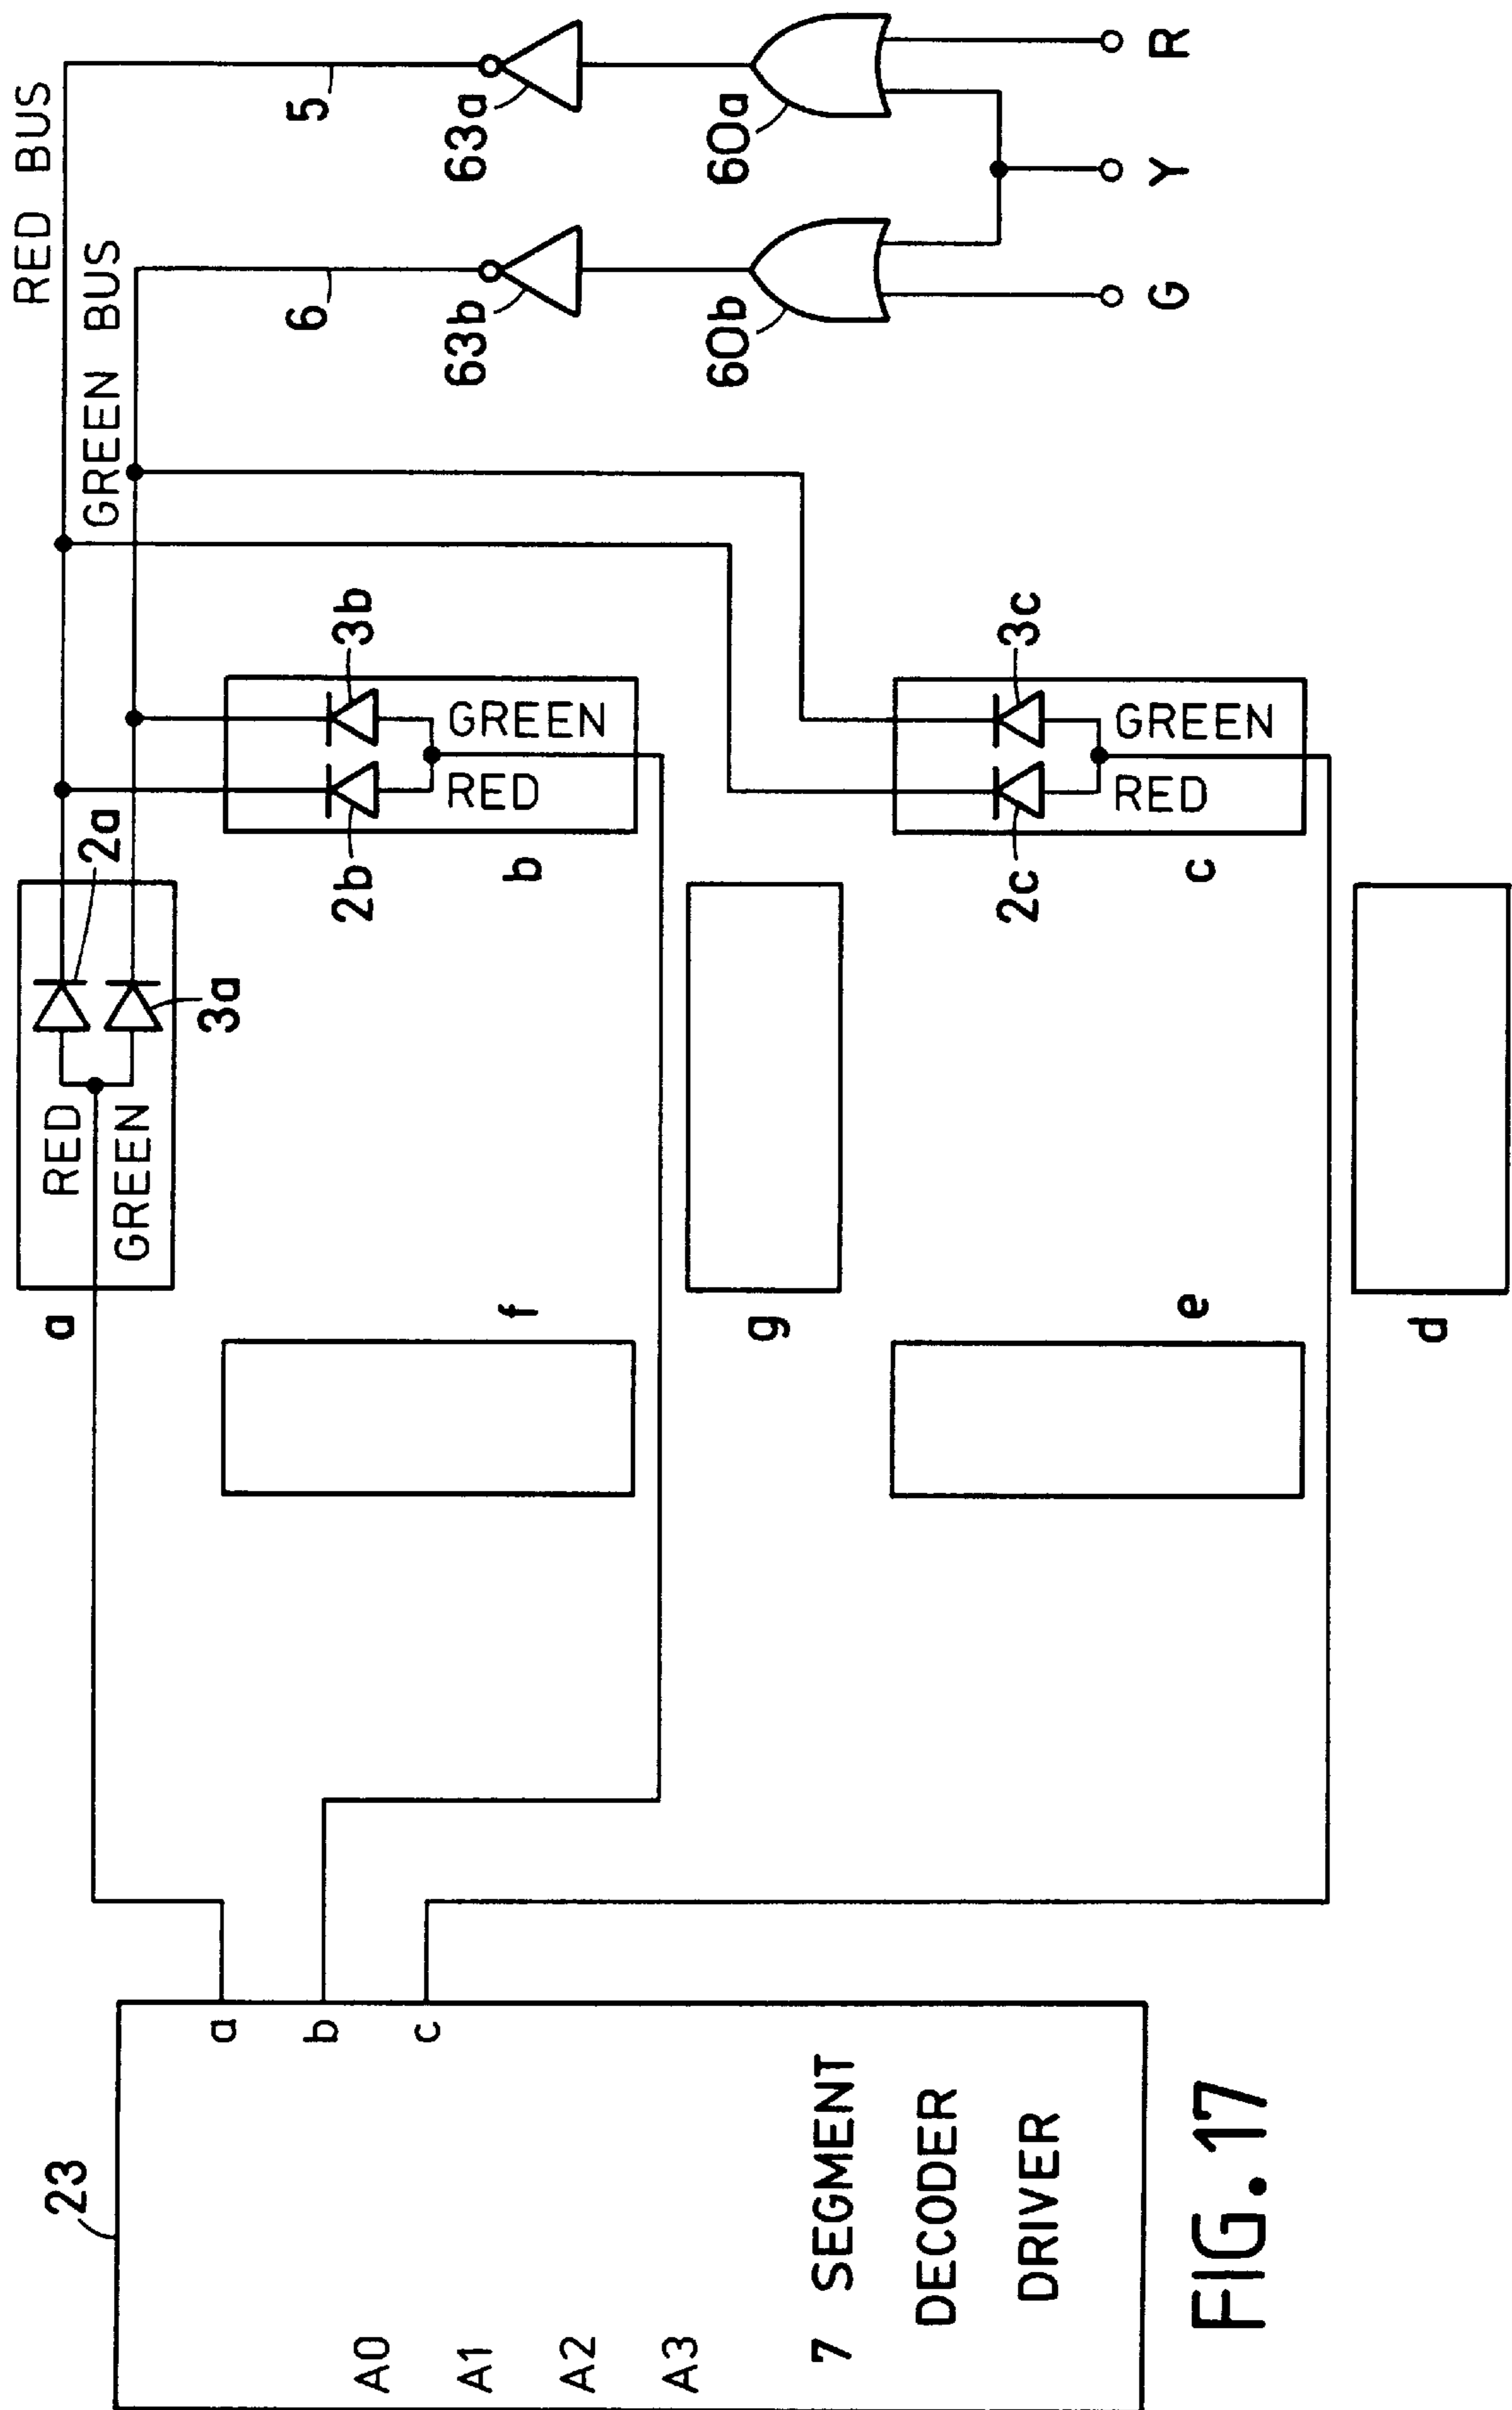 RED BUS
GREEN BUS
5
6
63a
63b
60a
60b
R
Y
G
a
RED
GREEN
2a
3a
2b
3b
RED
GREEN
b
f
g
2c
3c
RED
GREEN
c
e
d
23
a
b
c
A0
A1
A2
A3
7 SEGMENT
DECODER
DRIVER
FIG. 17